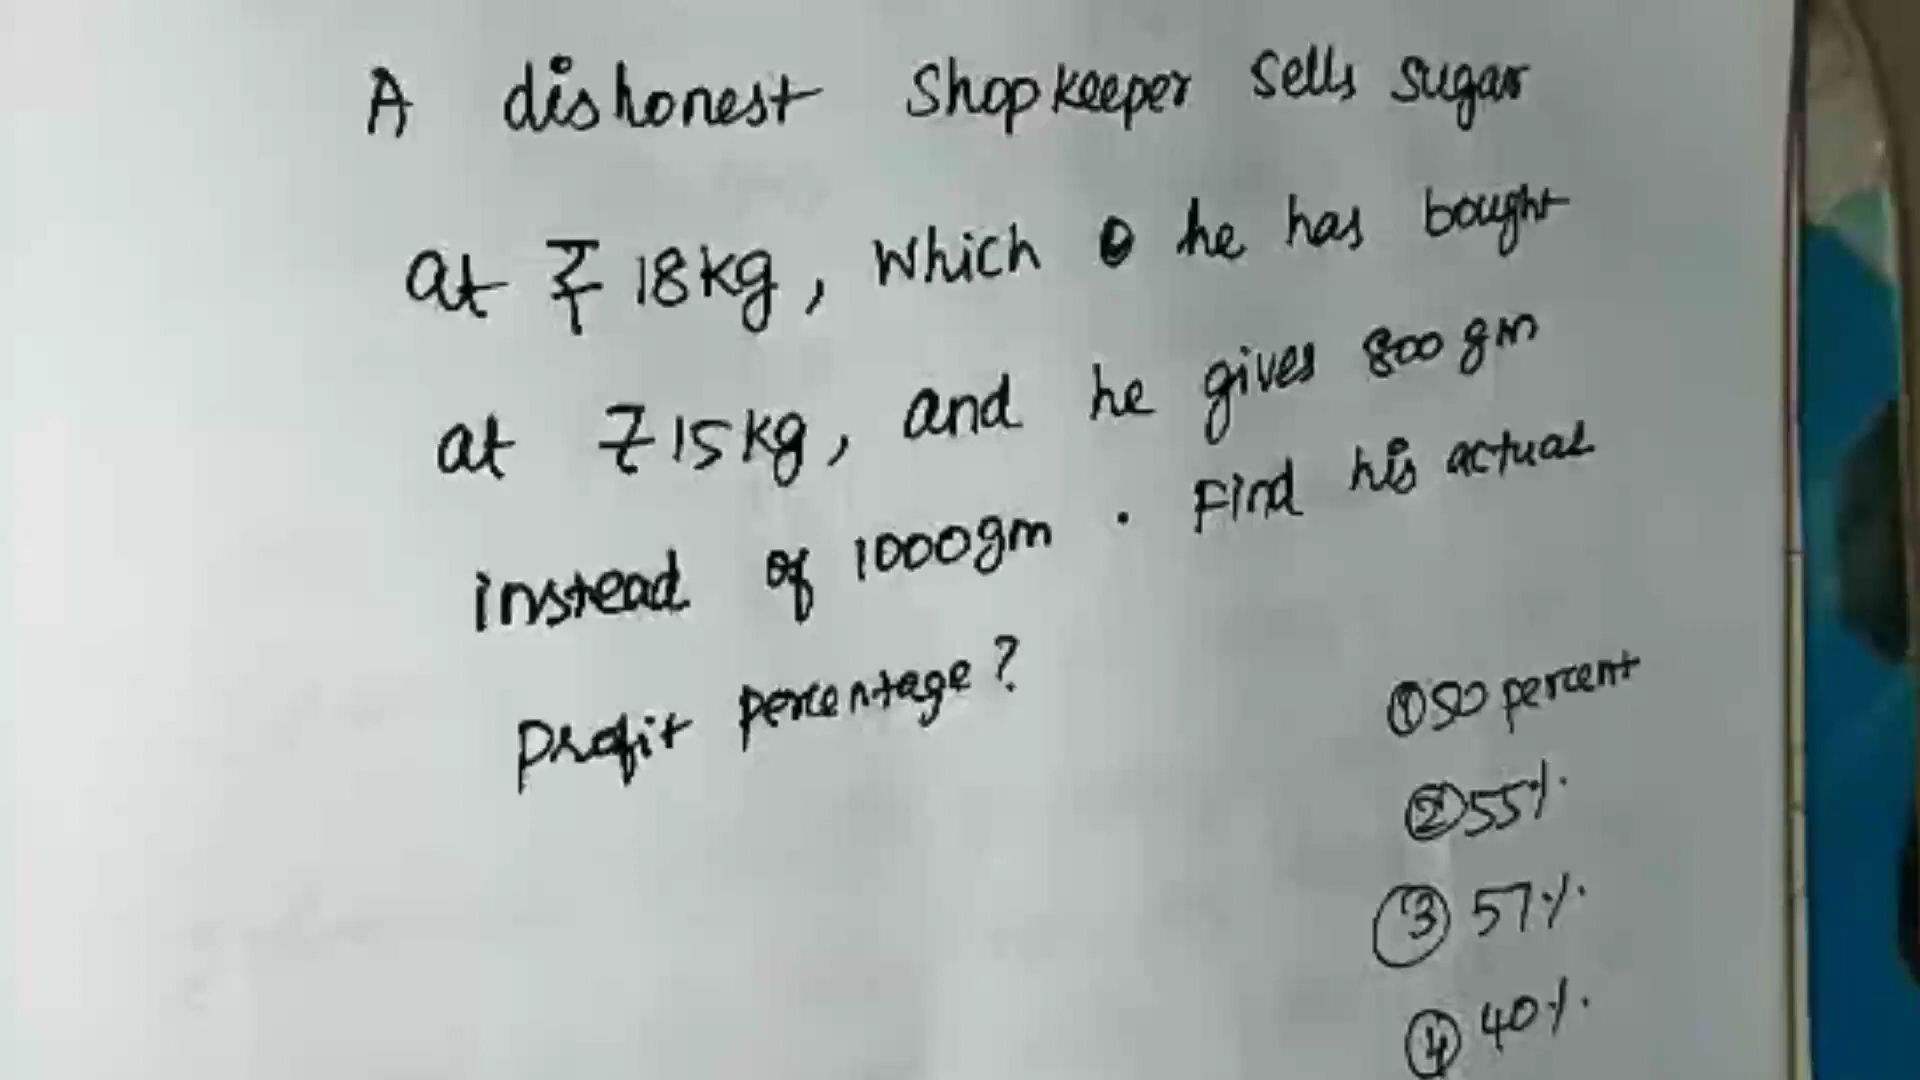 A dishonest Shopkeeper sells sugar
at ₹ 18kg, which he has bought
at ₹15kg, and he gives 800 gm
instead of 1000gm. Find his actual
Profit percentage?
① 50 percent
② 55%
③ 57%
④ 40%